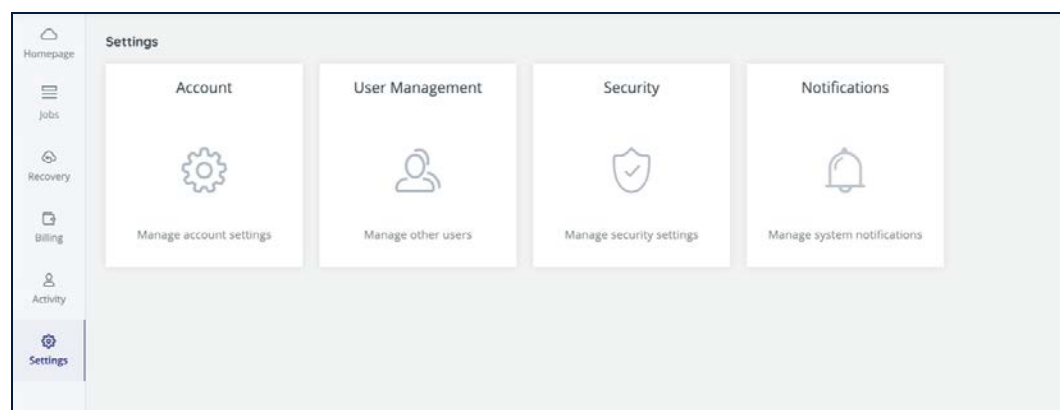 Homepage
Jobs
Recovery
Billing
Activity
Settings
Settings
Account
Manage account settings
User Management
Manage other users
Security
Manage security settings
Notifications
Manage system notifications